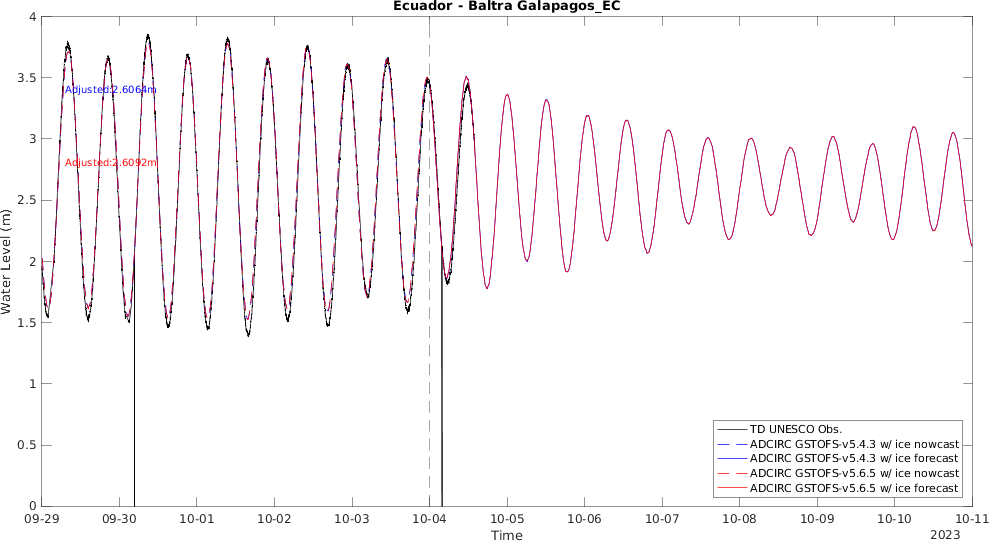 Ecuador - Baltra Galapagos_EC
4
3.5
3
2.5
2
1.5
1
0.5
0
Water Level (m)
Adjusted:2.6064m
Adjusted:2.6092m
TD UNESCO Obs.
ADCIRC GSTOFS-v5.4.3 w/ ice nowcast
ADCIRC GSTOFS-v5.4.3 w/ ice forecast
ADCIRC GSTOFS-v5.6.5 w/ ice nowcast
ADCIRC GSTOFS-v5.6.5 w/ ice forecast
09-29 09-30 10-01 10-02 10-03 10-04 10-05 10-06 10-07 10-08 10-09 10-10 10-11
Time
2023